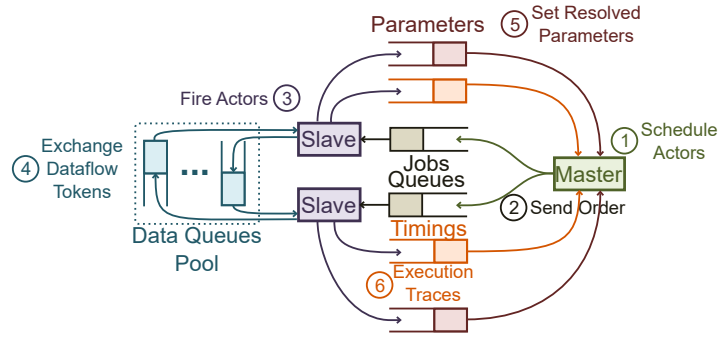 Parameters
5 Set Resolved
Parameters
Fire Actors 3
4 Exchange
Dataflow
Tokens
...
Slave
Jobs
Queues
1 Schedule
Actors
Master
Slave
2 Send Order
Data Queues
Pool
Timings
6 Execution
Traces